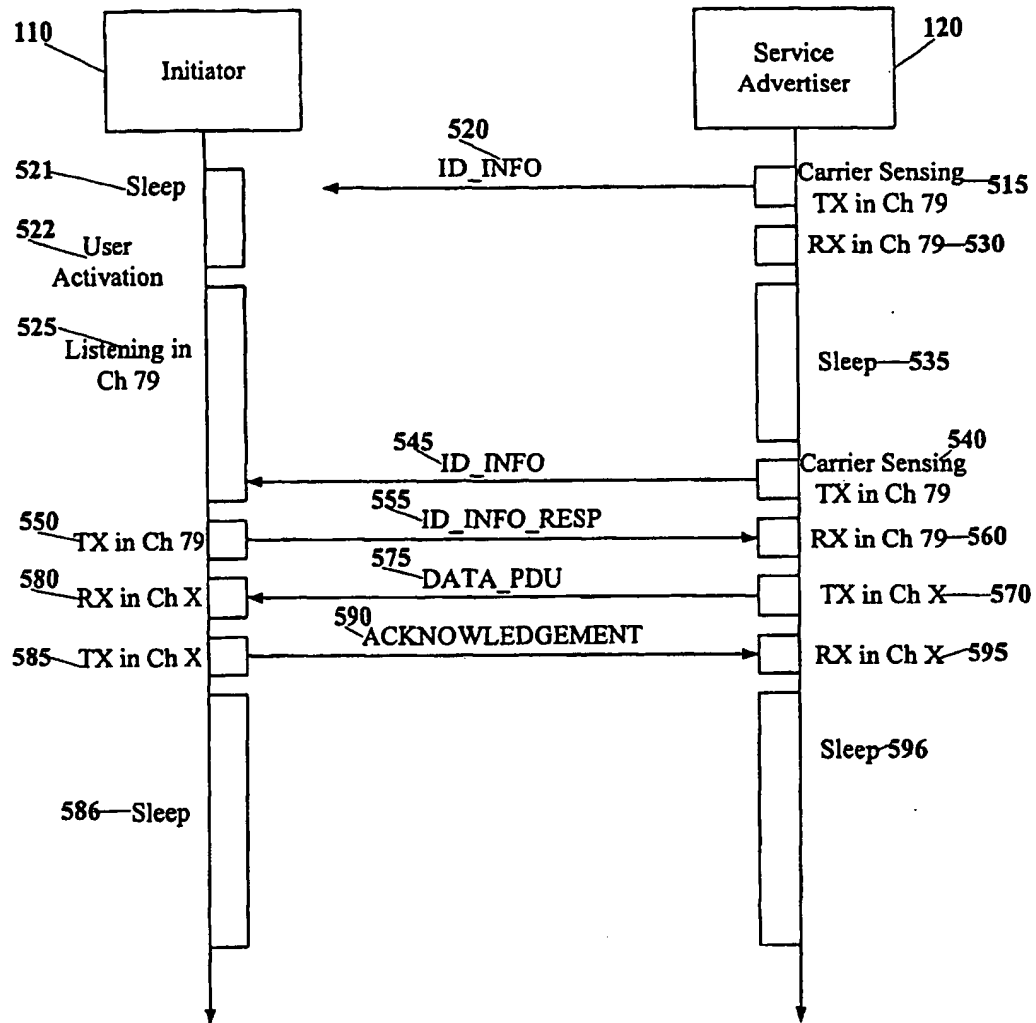 110
Initiator
Service
Advertiser
120
520
ID_INFO
521
Sleep
Carrier Sensing
TX in Ch 79
515
522
User
Activation
RX in Ch 79
530
525
Listening in
Ch 79
Sleep
535
545
ID_INFO
540
Carrier Sensing
TX in Ch 79
550
TX in Ch 79
555
ID_INFO_RESP
RX in Ch 79
560
580
RX in Ch X
575
DATA_PDU
TX in Ch X
570
585
TX in Ch X
590
ACKNOWLEDGEMENT
RX in Ch X
595
Sleep
596
586
Sleep